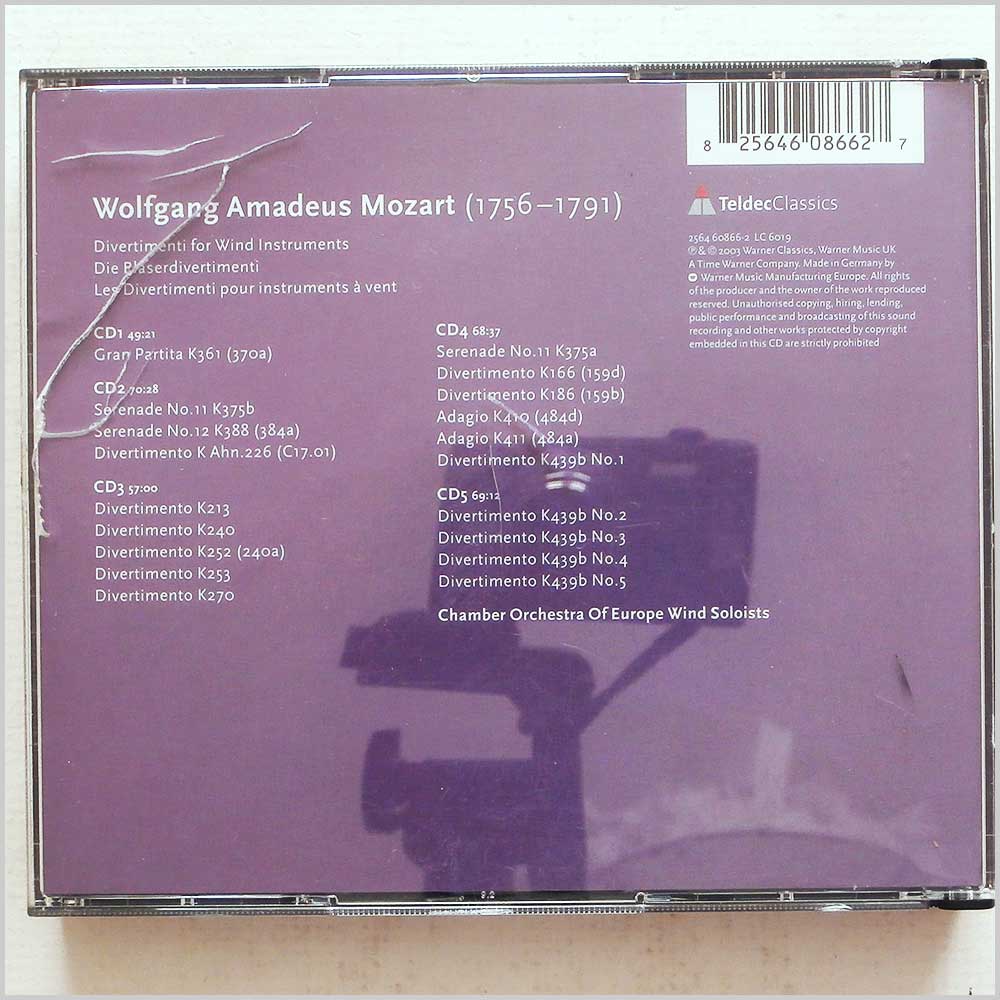 8 25646 08662 7
Wolfgang Amadeus Mozart (1756–1791)
Divertimenti for Wind Instruments
Die Bläserdivertimenti
Les Divertimenti pour instruments à vent
CD1 49:21
Gran Partita K361 (370a)
CD2 70:28
Serenade No.11 K375b
Serenade No.12 K388 (384a)
Divertimento K Ahn.226 (C17.01)
CD3 57:00
Divertimento K213
Divertimento K240
Divertimento K252 (240a)
Divertimento K253
Divertimento K270
CD4 68:37
Serenade No.11 K375a
Divertimento K166 (159d)
Divertimento K186 (159b)
Adagio K410 (484d)
Adagio K411 (484a)
Divertimento K439b No.1
CD5 69:12
Divertimento K439b No.2
Divertimento K439b No.3
Divertimento K439b No.4
Divertimento K439b No.5
Chamber Orchestra Of Europe Wind Soloists
TeldecClassics
2564 60866-2 LC 6019
℗ & © 2003 Warner Classics, Warner Music UK
A Time Warner Company. Made in Germany by
Warner Music Manufacturing Europe. All rights
of the producer and the owner of the work reproduced
reserved. Unauthorised copying, hiring, lending,
public performance and broadcasting of this sound
recording and other works protected by copyright
embedded in this CD are strictly prohibited